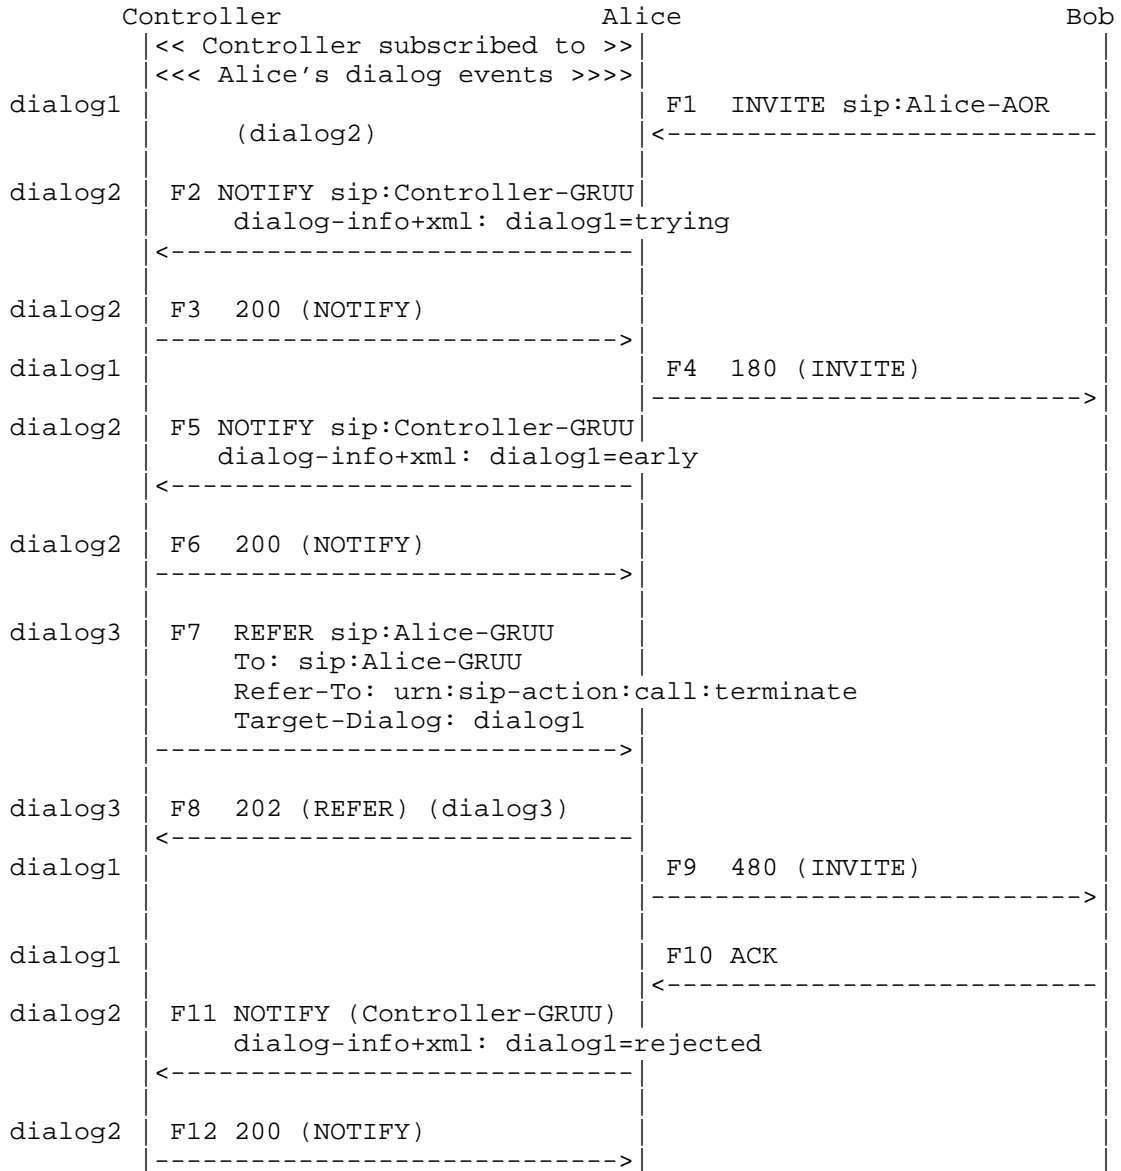 Controller Alice Bob
<< Controller subscribed to >>
<<< Alice’s dialog events >>>>
dialog1 F1 INVITE sip:Alice-AOR
(dialog2) <---------------------------
dialog2 F2 NOTIFY sip:Controller-GRUU
dialog-info+xml: dialog1=trying
<-----------------------------
dialog2 F3 200 (NOTIFY)
----------------------------->
dialog1 F4 180 (INVITE)
--------------------------->
dialog2 F5 NOTIFY sip:Controller-GRUU
dialog-info+xml: dialog1=early
<-----------------------------
dialog2 F6 200 (NOTIFY)
----------------------------->
dialog3 F7 REFER sip:Alice-GRUU
To: sip:Alice-GRUU
Refer-To: urn:sip-action:call:terminate
Target-Dialog: dialog1
----------------------------->
dialog3 F8 202 (REFER) (dialog3)
<-----------------------------
dialog1 F9 480 (INVITE)
--------------------------->
dialog1 F10 ACK
<---------------------------
dialog2 F11 NOTIFY (Controller-GRUU)
dialog-info+xml: dialog1=rejected
<-----------------------------
dialog2 F12 200 (NOTIFY)
----------------------------->